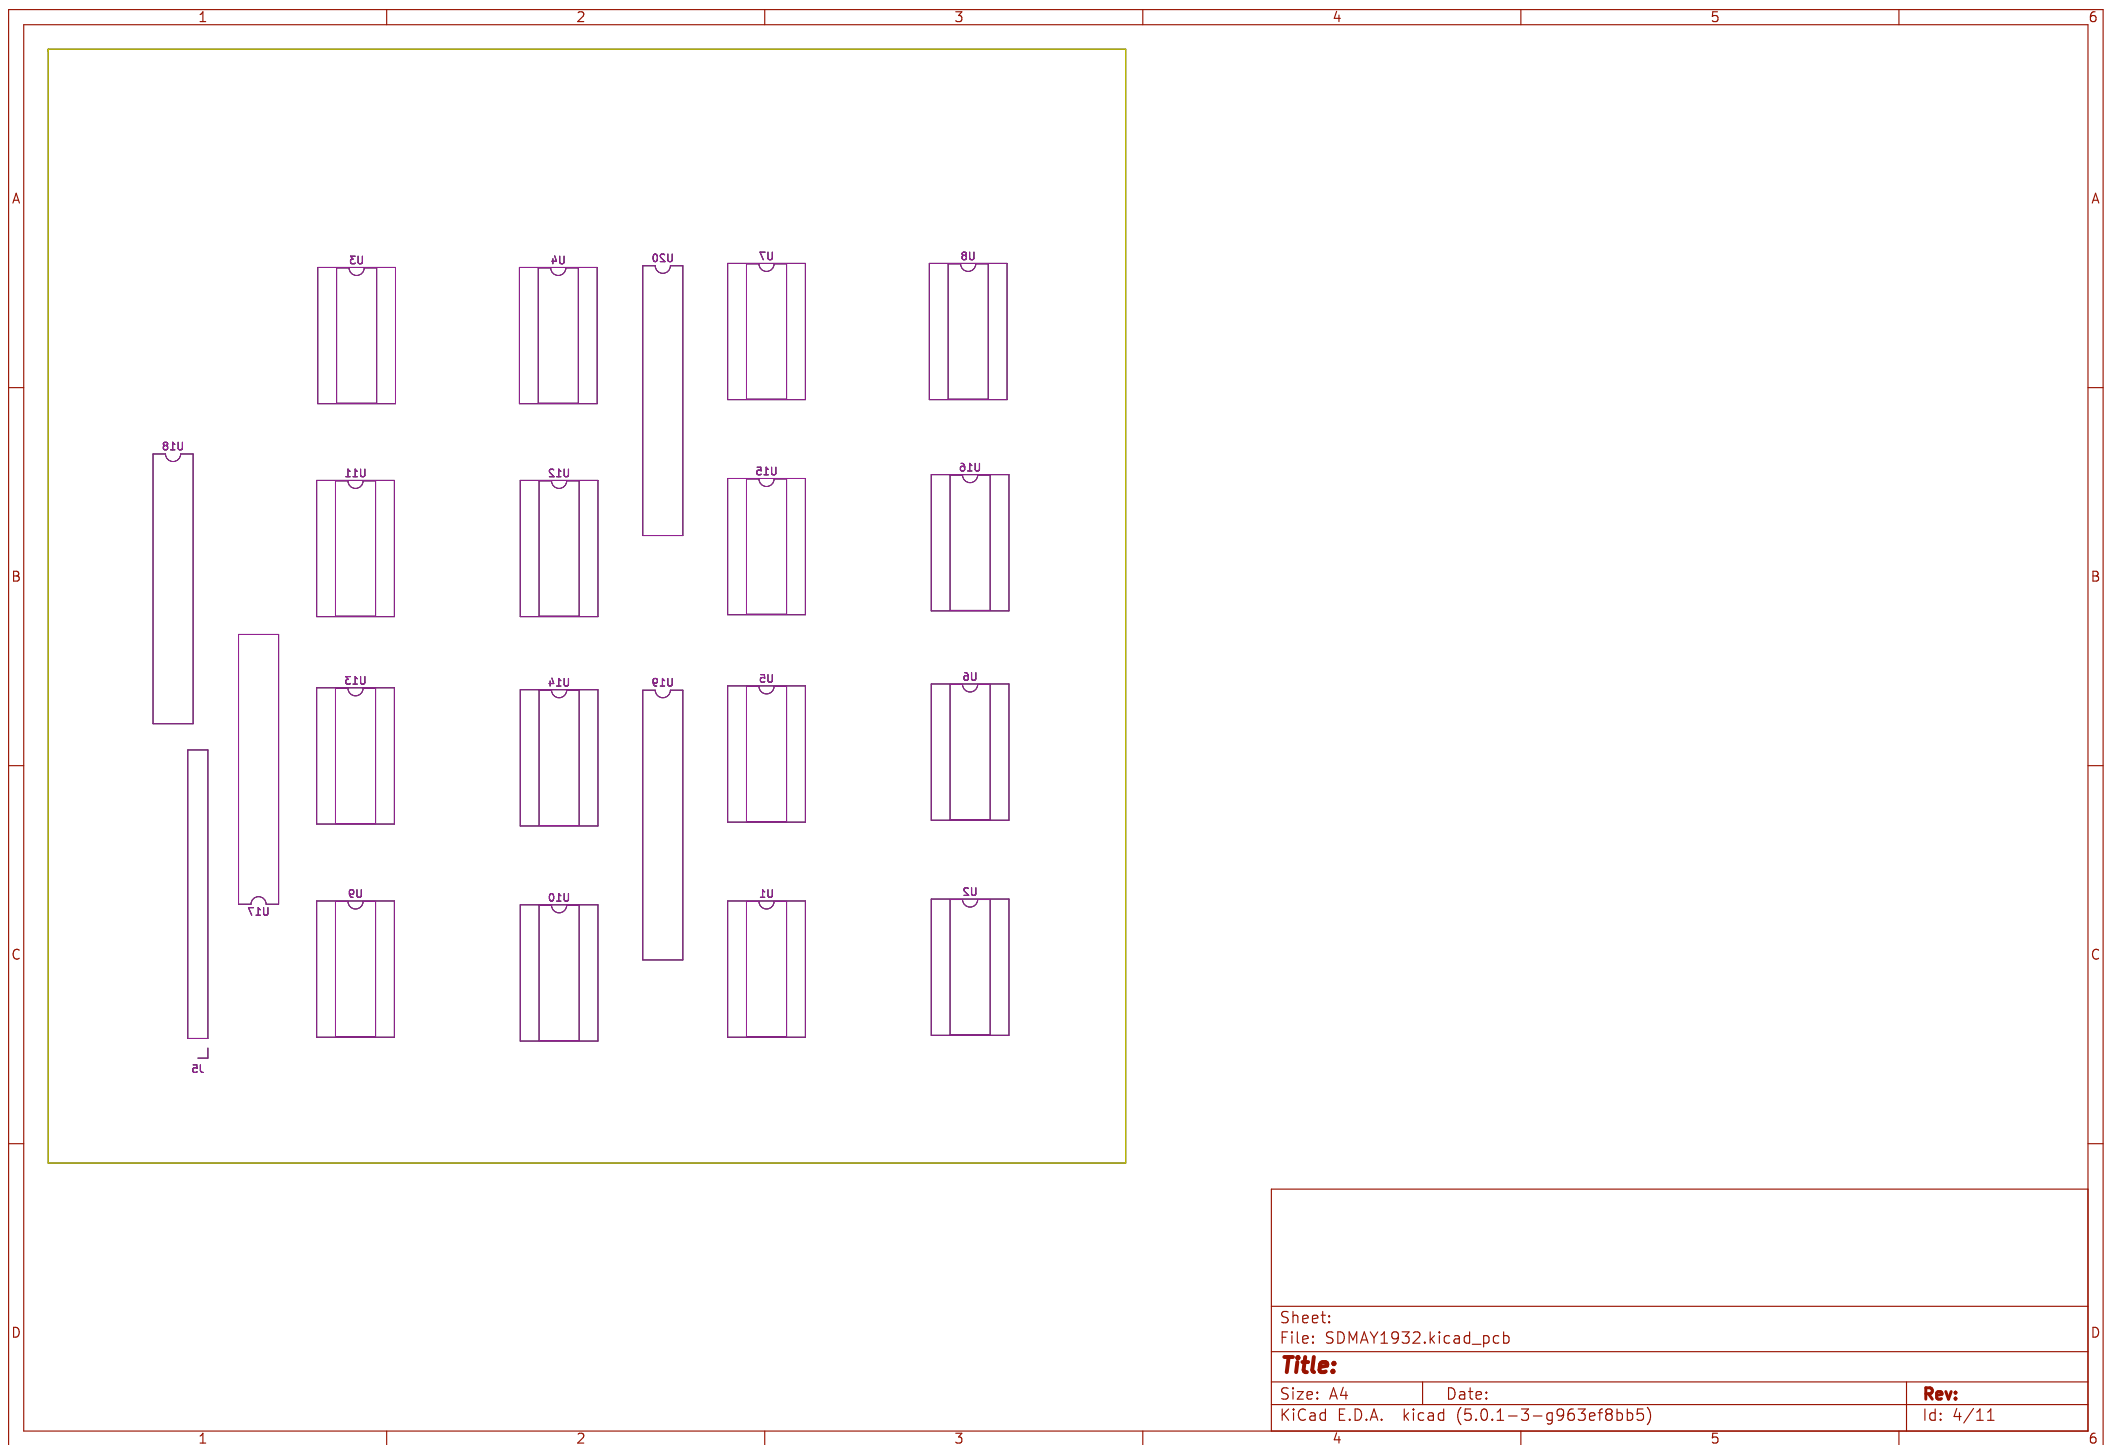 1 2 3 4 5 6
A A
U3 U4 U20 U7 U8
U18 U11 U12 U15 U16
B B
U13 U14 U19 U5 U6
U17 U9 U10 U1 U2
C C
J5
Sheet:
D D
File: SDMAY1932.kicad_pcb
Title:
Size: A4 Date: Rev:
KiCad E.D.A. kicad (5.0.1-3-g963ef8bb5) Id: 4/11
1 2 3 4 5 6